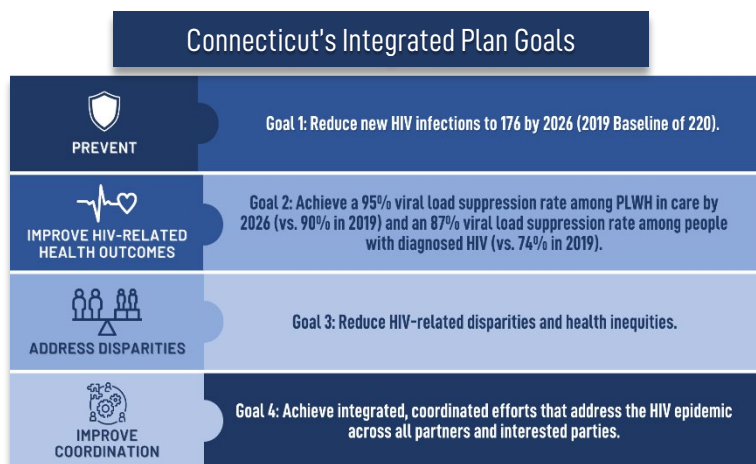 Connecticut's Integrated Plan Goals
PREVENT
Goal 1: Reduce new HIV infections to 176 by 2026 (2019 Baseline of 220).
IMPROVE HIV-RELATED
HEALTH OUTCOMES
Goal 2: Achieve a 95% viral load suppression rate among PLWH in care by
2026 (vs. 90% in 2019) and an 87% viral load suppression rate among people
with diagnosed HIV (vs. 74% in 2019).
ADDRESS DISPARITIES
Goal 3: Reduce HIV-related disparities and health inequities.
IMPROVE
COORDINATION
Goal 4: Achieve integrated, coordinated efforts that address the HIV epidemic
across all partners and interested parties.